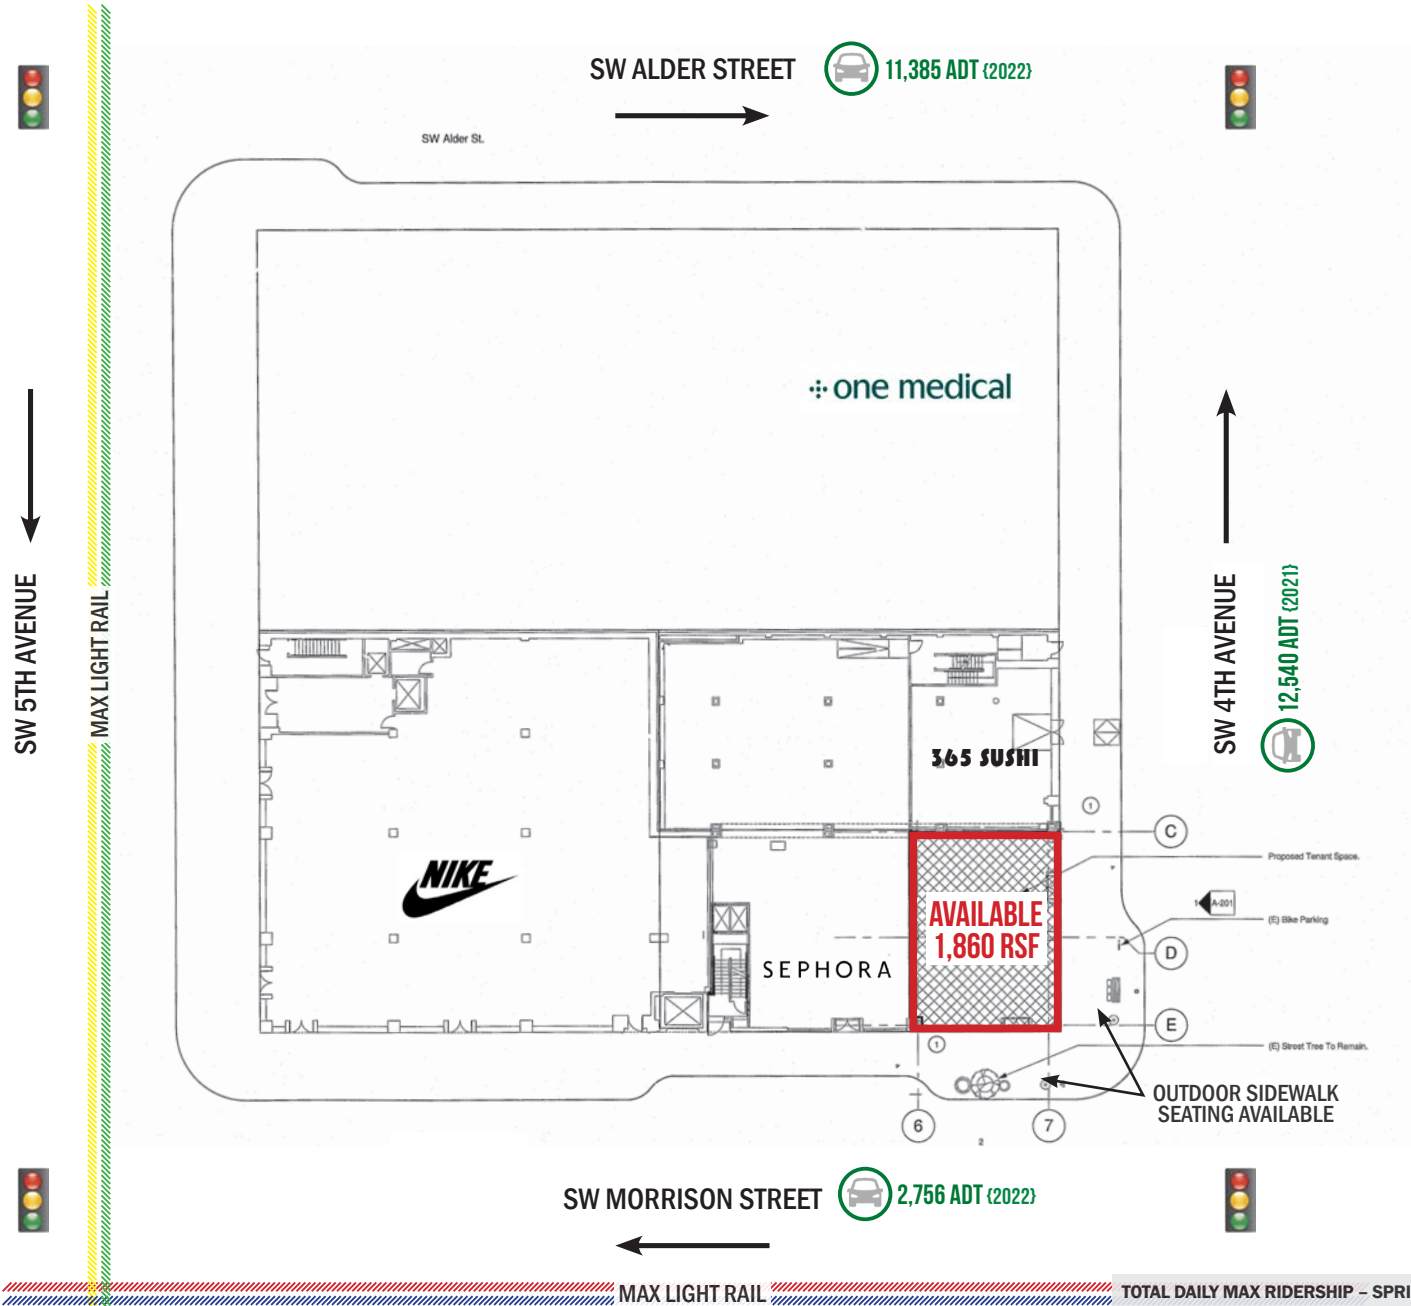 SW ALDER STREET
11,385 ADT {2022}
SW Alder St.
one medical
SW 5TH AVENUE
MAX LIGHT RAIL
SW 4TH AVENUE
12,540 ADT {2021}
365 SUSHI
1
C
Proposed Tenant Space.
NIKE
AVAILABLE
1,860 RSF
1
A-201
(E) Bike Parking
D
SEPHORA
E
1
(E) Street Tree To Remain.
OUTDOOR SIDEWALK
SEATING AVAILABLE
6
7
2
SW MORRISON STREET
2,756 ADT {2022}
MAX LIGHT RAIL
TOTAL DAILY MAX RIDERSHIP – SPRI